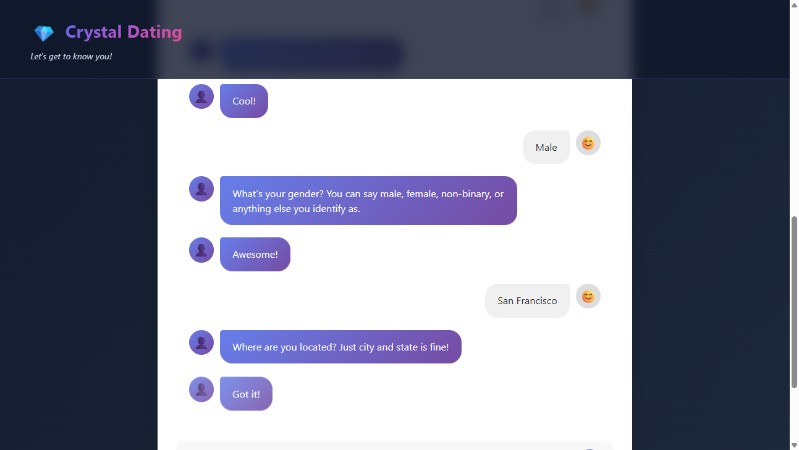 Crystal Dating
Let's get to know you!
Cool!
Male
What's your gender? You can say male, female, non-binary, or
anything else you identify as.
Awesome!
San Francisco
Where are you located? Just city and state is fine!
Got it!